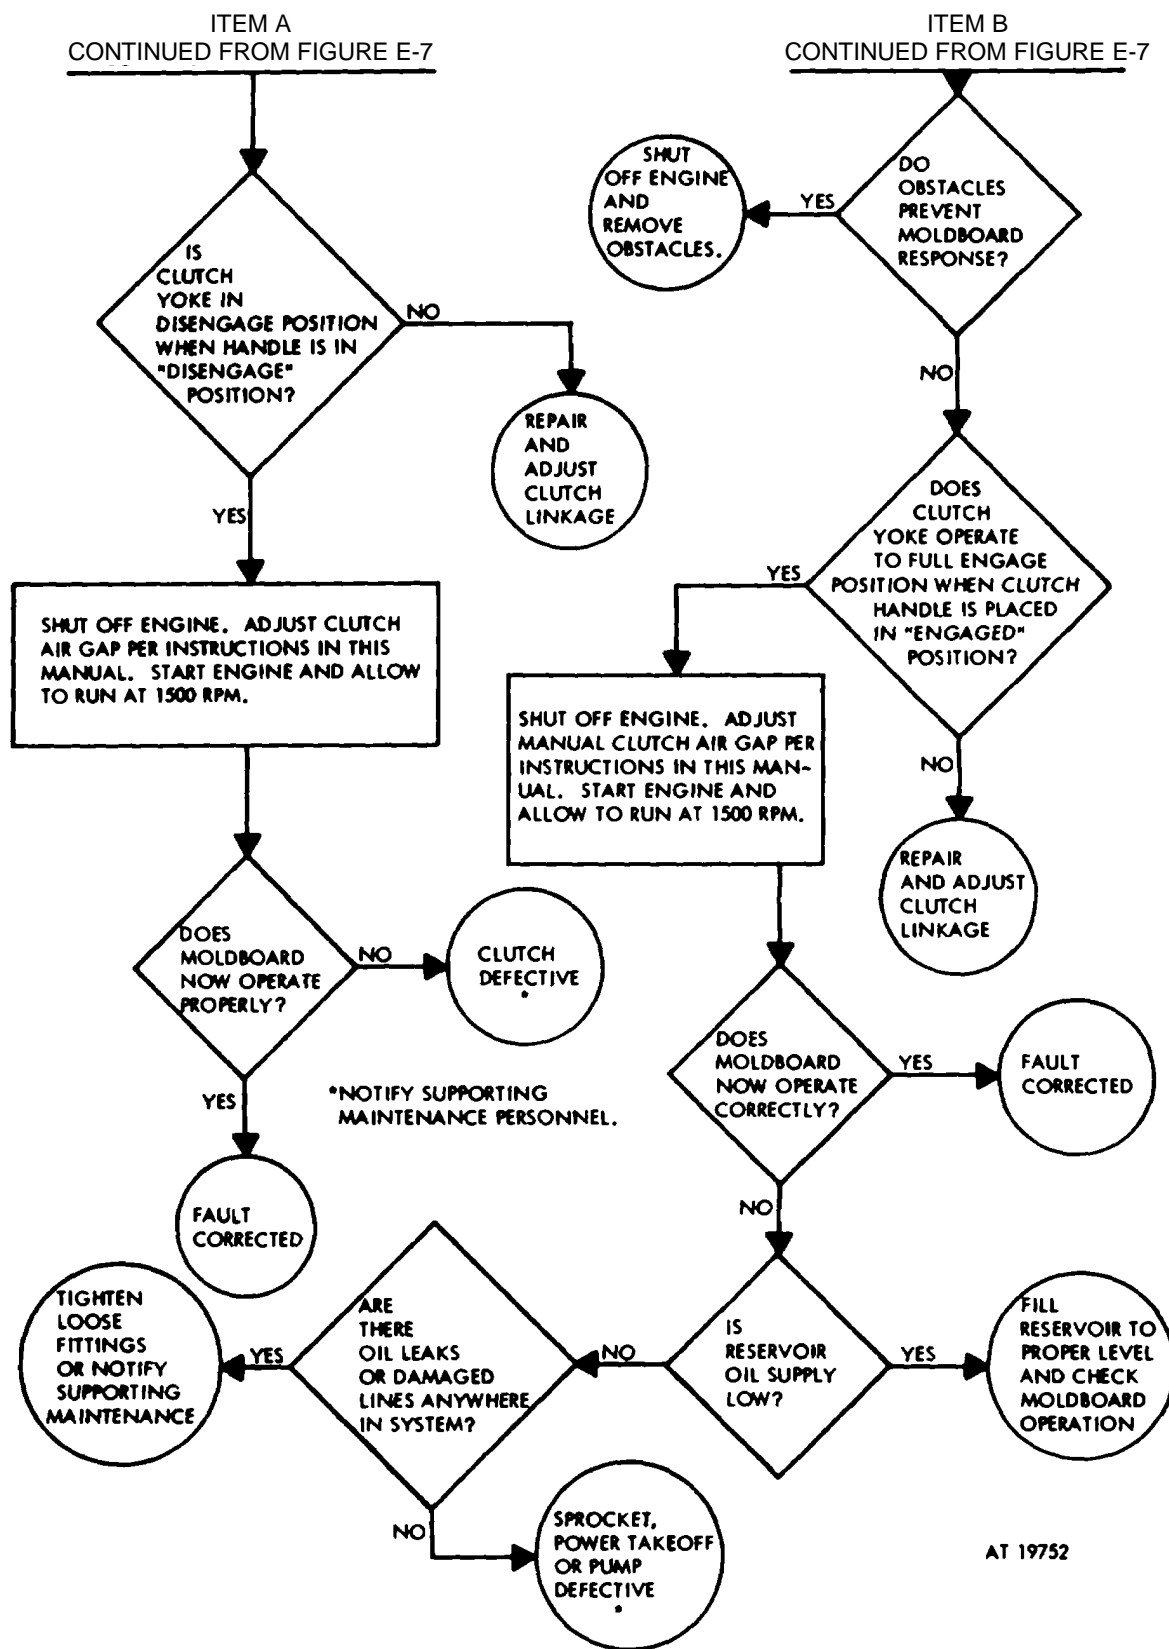 ITEM A
CONTINUED FROM FIGURE E-7
IS
CLUTCH
YOKE IN
DISENGAGE POSITION
WHEN HANDLE IS IN
"DISENGAGE"
POSITION?
NO
REPAIR
AND
ADJUST
CLUTCH
LINKAGE
YES
SHUT OFF ENGINE. ADJUST CLUTCH
AIR GAP PER INSTRUCTIONS IN THIS
MANUAL. START ENGINE AND ALLOW
TO RUN AT 1500 RPM.
DOES
MOLDBOARD
NOW OPERATE
PROPERLY?
NO
CLUTCH
DEFECTIVE
*
YES
*NOTIFY SUPPORTING
MAINTENANCE PERSONNEL.
FAULT
CORRECTED
ITEM B
CONTINUED FROM FIGURE E-7
DO
OBSTACLES
PREVENT
MOLDBOARD
RESPONSE?
YES
SHUT
OFF ENGINE
AND
REMOVE
OBSTACLES.
NO
DOES
CLUTCH
YOKE OPERATE
TO FULL ENGAGE
POSITION WHEN CLUTCH
HANDLE IS PLACED
IN "ENGAGED"
POSITION?
YES
SHUT OFF ENGINE. ADJUST
MANUAL CLUTCH AIR GAP PER
INSTRUCTIONS IN THIS MAN-
UAL. START ENGINE AND
ALLOW TO RUN AT 1500 RPM.
NO
REPAIR
AND ADJUST
CLUTCH
LINKAGE
DOES
MOLDBOARD
NOW OPERATE
CORRECTLY?
YES
FAULT
CORRECTED
NO
IS
RESERVOIR
OIL SUPPLY
LOW?
YES
FILL
RESERVOIR TO
PROPER LEVEL
AND CHECK
MOLDBOARD
OPERATION
NO
ARE
THERE
OIL LEAKS
OR DAMAGED
LINES ANYWHERE
IN SYSTEM?
YES
TIGHTEN
LOOSE
FITTINGS
OR NOTIFY
SUPPORTING
MAINTENANCE
NO
SPROCKET,
POWER TAKEOFF
OR PUMP
DEFECTIVE
*
AT 19752